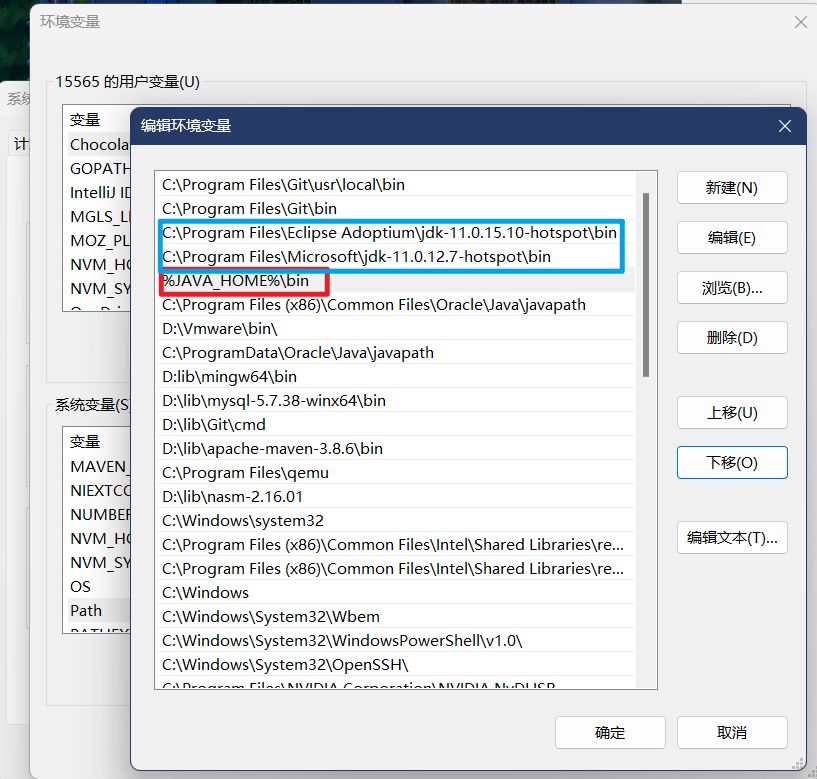 环境变量
15565 的用户变量(U)
变量
Chocola
GOPATH
IntelliJ ID
MGLS_LI
MOZ_PL
NVM_HO
NVM_SY
系统变量(S)
变量
MAVEN_
NIEXTCO
NUMBER
NVM_HO
NVM_SY
OS
Path
编辑环境变量
C:\Program Files\Git\usr\local\bin
C:\Program Files\Git\bin
C:\Program Files\Eclipse Adoptium\jdk-11.0.15.10-hotspot\bin
C:\Program Files\Microsoft\jdk-11.0.12.7-hotspot\bin
%JAVA_HOME%\bin
C:\Program Files (x86)\Common Files\Oracle\Java\javapath
D:\Vmware\bin\
C:\ProgramData\Oracle\Java\javapath
D:lib\mingw64\bin
D:\lib\mysql-5.7.38-winx64\bin
D:\lib\Git\cmd
D:\lib\apache-maven-3.8.6\bin
C:\Program Files\qemu
D:\lib\nasm-2.16.01
C:\Windows\system32
C:\Program Files (x86)\Common Files\Intel\Shared Libraries\re...
C:\Program Files (x86)\Common Files\Intel\Shared Libraries\re...
C:\Windows
C:\Windows\System32\Wbem
C:\Windows\System32\WindowsPowerShell\v1.0\
C:\Windows\System32\OpenSSH\
C:\Program Files\NVIDIA Corporation\NVIDIA NvDLISR
新建(N)
编辑(E)
浏览(B)...
删除(D)
上移(U)
下移(O)
编辑文本(T)...
确定
取消